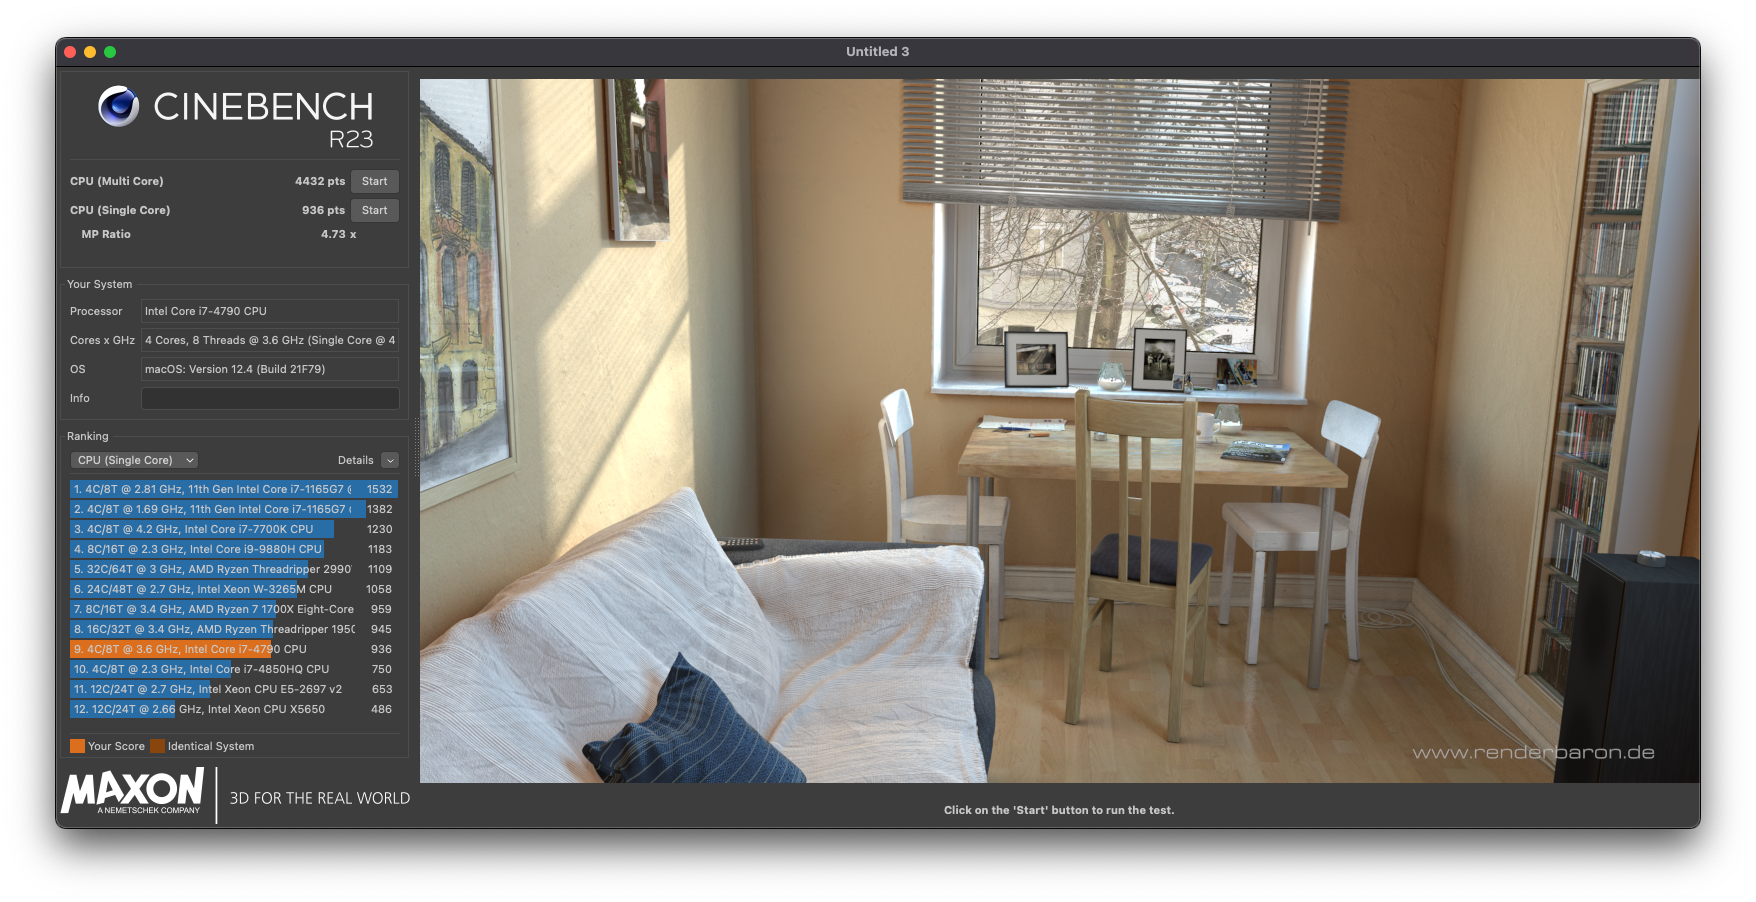 Untitled 3
CINEBENCH
R23
CPU (Multi Core) 4432 pts Start
CPU (Single Core) 936 pts Start
MP Ratio 4.73 x
Your System
Processor Intel Core i7-4790 CPU
Cores x GHz 4 Cores, 8 Threads @ 3.6 GHz (Single Core @ 4
OS macOS: Version 12.4 (Build 21F79)
Info
Ranking
CPU (Single Core) Details
1. 4C/8T @ 2.81 GHz, 11th Gen Intel Core i7-1165G7 1532
2. 4C/8T @ 1.69 GHz, 11th Gen Intel Core i7-1165G7 1382
3. 4C/8T @ 4.2 GHz, Intel Core i7-7700K CPU 1230
4. 8C/16T @ 2.3 GHz, Intel Core i9-9880H CPU 1183
5. 32C/64T @ 3 GHz, AMD Ryzen Threadripper 2990 1109
6. 24C/48T @ 2.7 GHz, Intel Xeon W-3265M CPU 1058
7. 8C/16T @ 3.4 GHz, AMD Ryzen 7 1700X Eight-Core 959
8. 16C/32T @ 3.4 GHz, AMD Ryzen Threadripper 1950 945
9. 4C/8T @ 3.6 GHz, Intel Core i7-4790 CPU 936
10. 4C/8T @ 2.3 GHz, Intel Core i7-4850HQ CPU 750
11. 12C/24T @ 2.7 GHz, Intel Xeon CPU E5-2697 v2 653
12. 12C/24T @ 2.66 GHz, Intel Xeon CPU X5650 486
Your Score Identical System
MAXON
A NEMETSCHEK COMPANY
3D FOR THE REAL WORLD
www.renderbaron.de
Click on the 'Start' button to run the test.